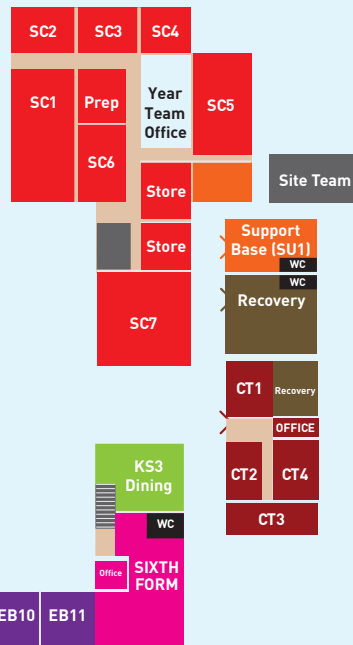 SC2
SC3
SC4
SC1
Prep
Year
Team
Office
SC5
SC6
Store
Site Team
Store
Support
Base (SU1)
WC
WC
Recovery
SC7
CT1
Recovery
OFFICE
CT2
CT4
CT3
KS3
Dining
WC
Office
SIXTH
FORM
EB10
EB11